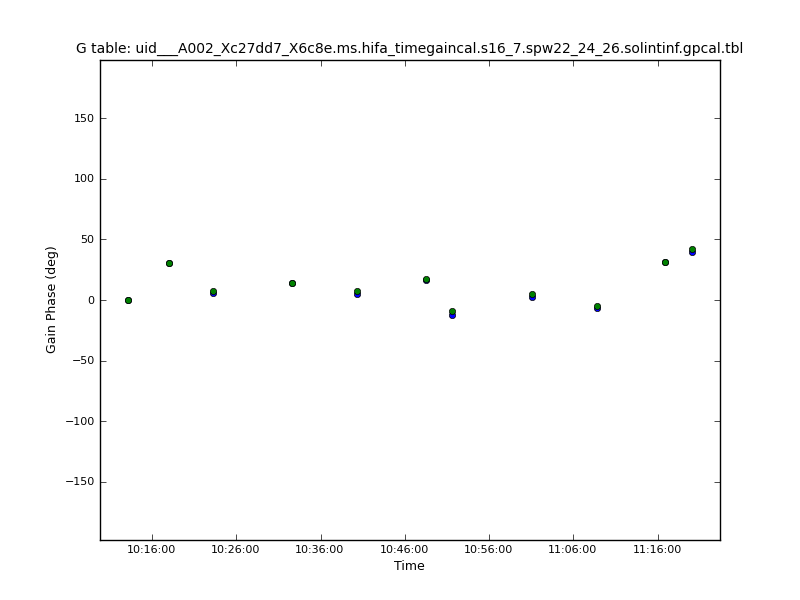 G table: uid___A002_Xc27dd7_X6c8e.ms.hifa_timegaincal.s16_7.spw22_24_26.solintinf.gpcal.tbl
150
100
50
0
−50
−100
−150
Gain Phase (deg)
10:16:00 10:26:00 10:36:00 10:46:00 10:56:00 11:06:00 11:16:00
Time